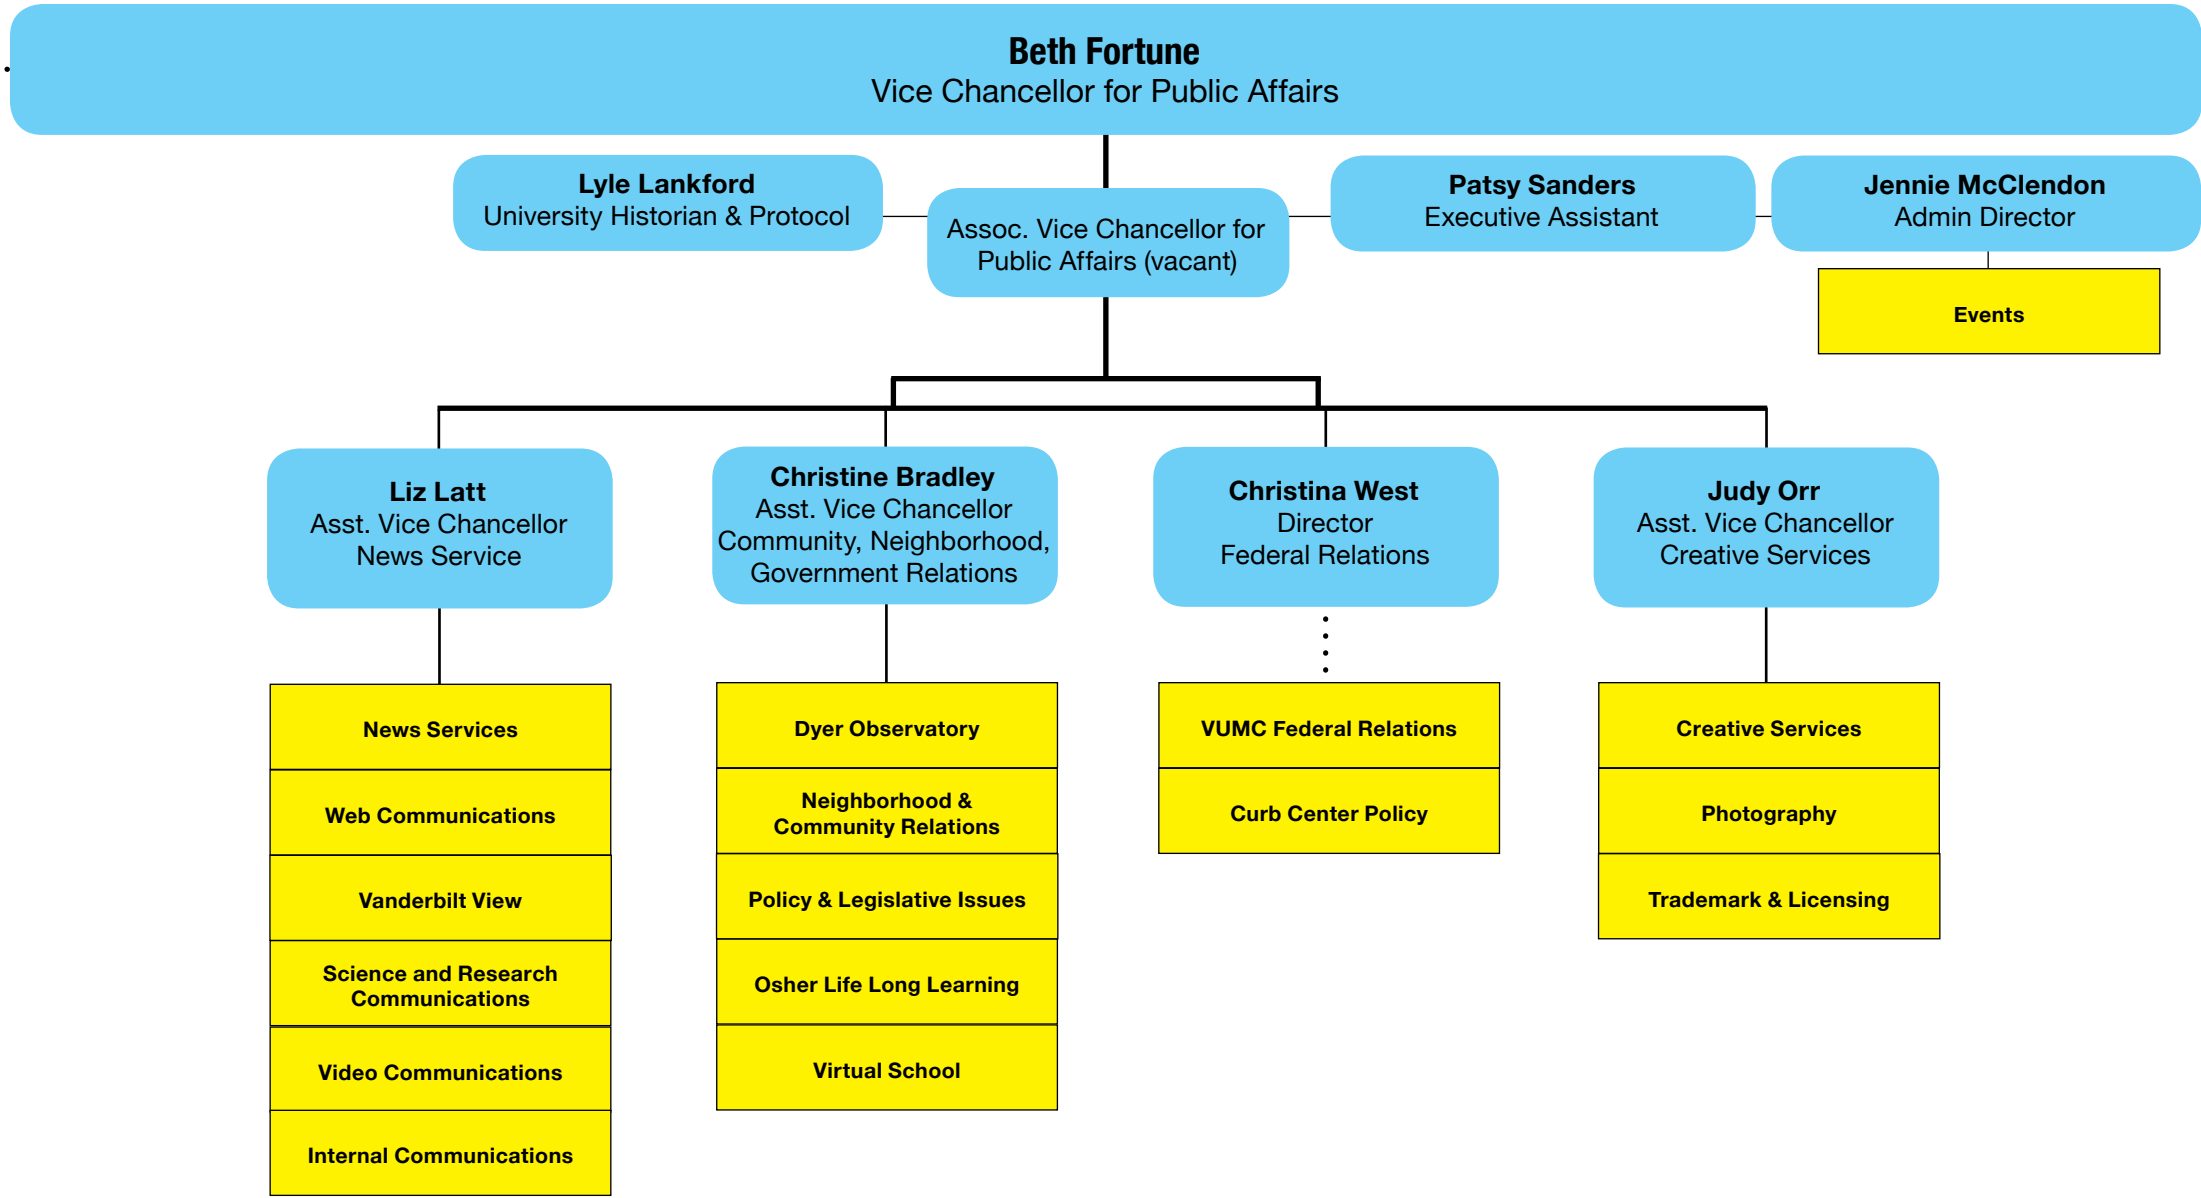 Beth Fortune
Vice Chancellor for Public Affairs
Lyle Lankford
University Historian & Protocol
Assoc. Vice Chancellor for
Public Affairs (vacant)
Patsy Sanders
Executive Assistant
Jennie McClendon
Admin Director
Events
Liz Latt
Asst. Vice Chancellor
News Service
News Services
Web Communications
Vanderbilt View
Science and Research
Communications
Video Communications
Internal Communications
Christine Bradley
Asst. Vice Chancellor
Community, Neighborhood,
Government Relations
Dyer Observatory
Neighborhood &
Community Relations
Policy & Legislative Issues
Osher Life Long Learning
Virtual School
Christina West
Director
Federal Relations
VUMC Federal Relations
Curb Center Policy
Judy Orr
Asst. Vice Chancellor
Creative Services
Creative Services
Photography
Trademark & Licensing